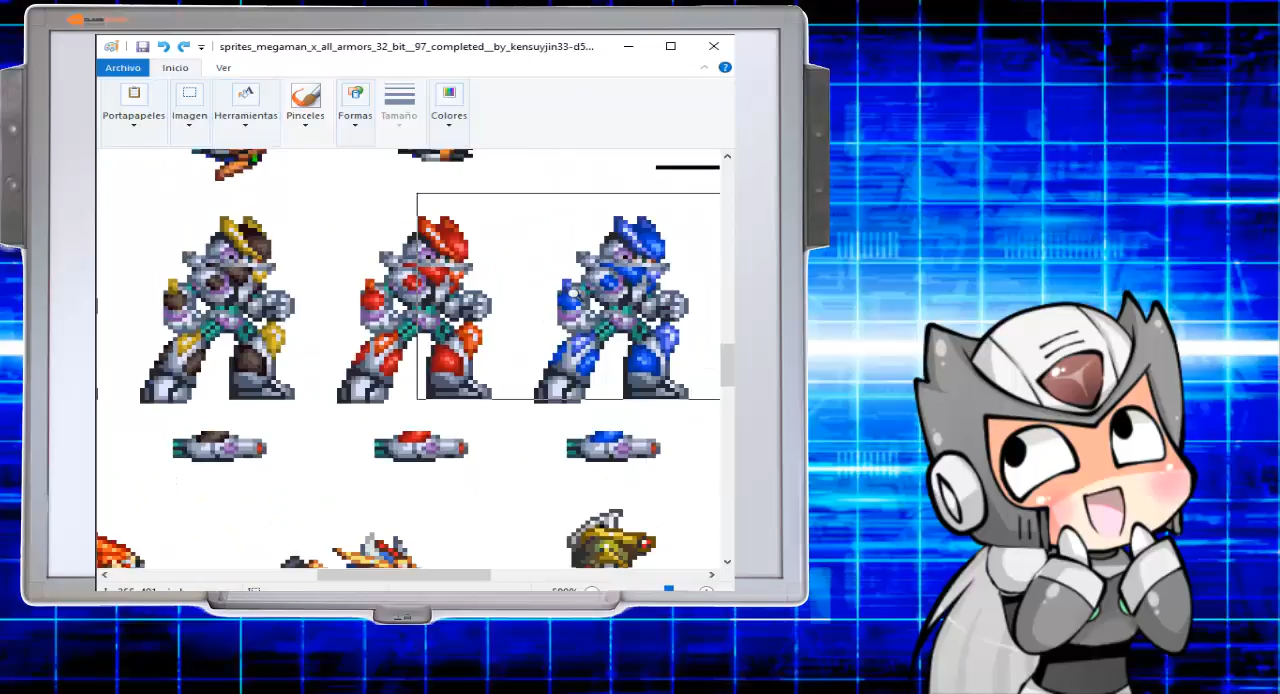 sprites_megaman_x_all_armors_32_bit__97_completed__by_kensuyjin33-d5...
Archivo Inicio Ver
Portapapeles Imagen Herramientas Pinceles Formas Tamaño Colores